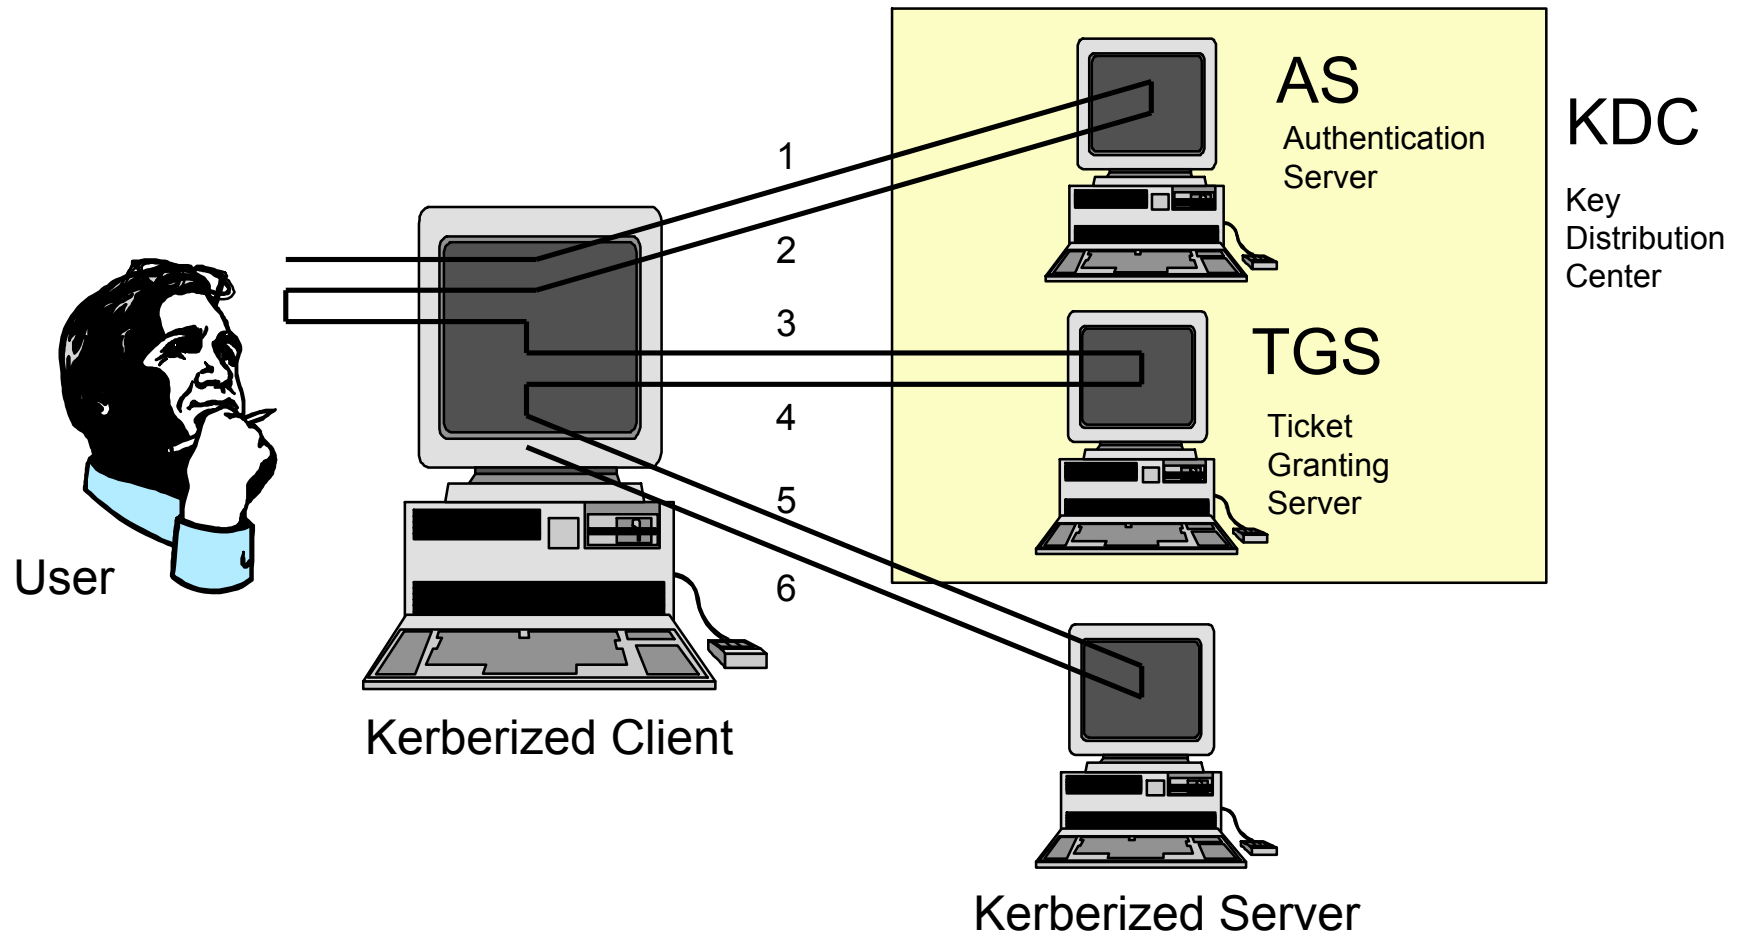 AS
Authentication
Server
KDC
Key
Distribution
Center
1
2
3
4
5
6
TGS
Ticket
Granting
Server
User
Kerberized Client
Kerberized Server